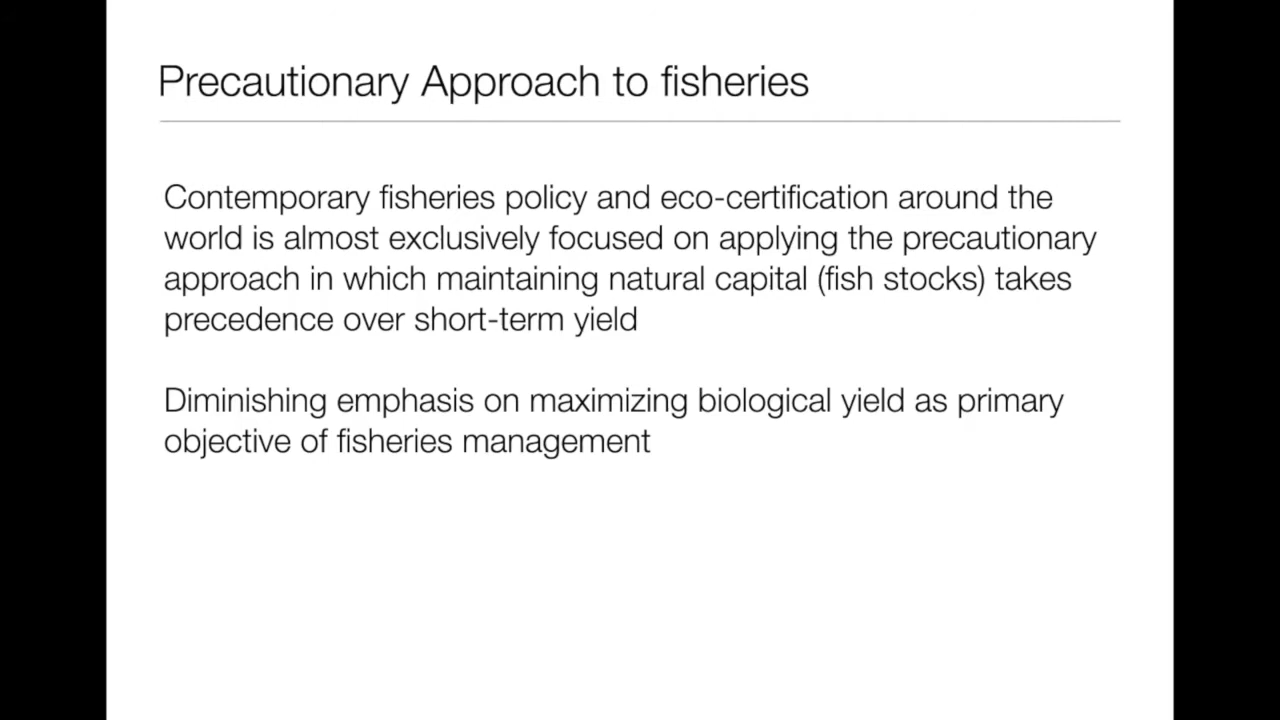 Precautionary Approach to fisheries
Contemporary fisheries policy and eco-certification around the
world is almost exclusively focused on applying the precautionary
approach in which maintaining natural capital (fish stocks) takes
precedence over short-term yield
Diminishing emphasis on maximizing biological yield as primary
objective of fisheries management